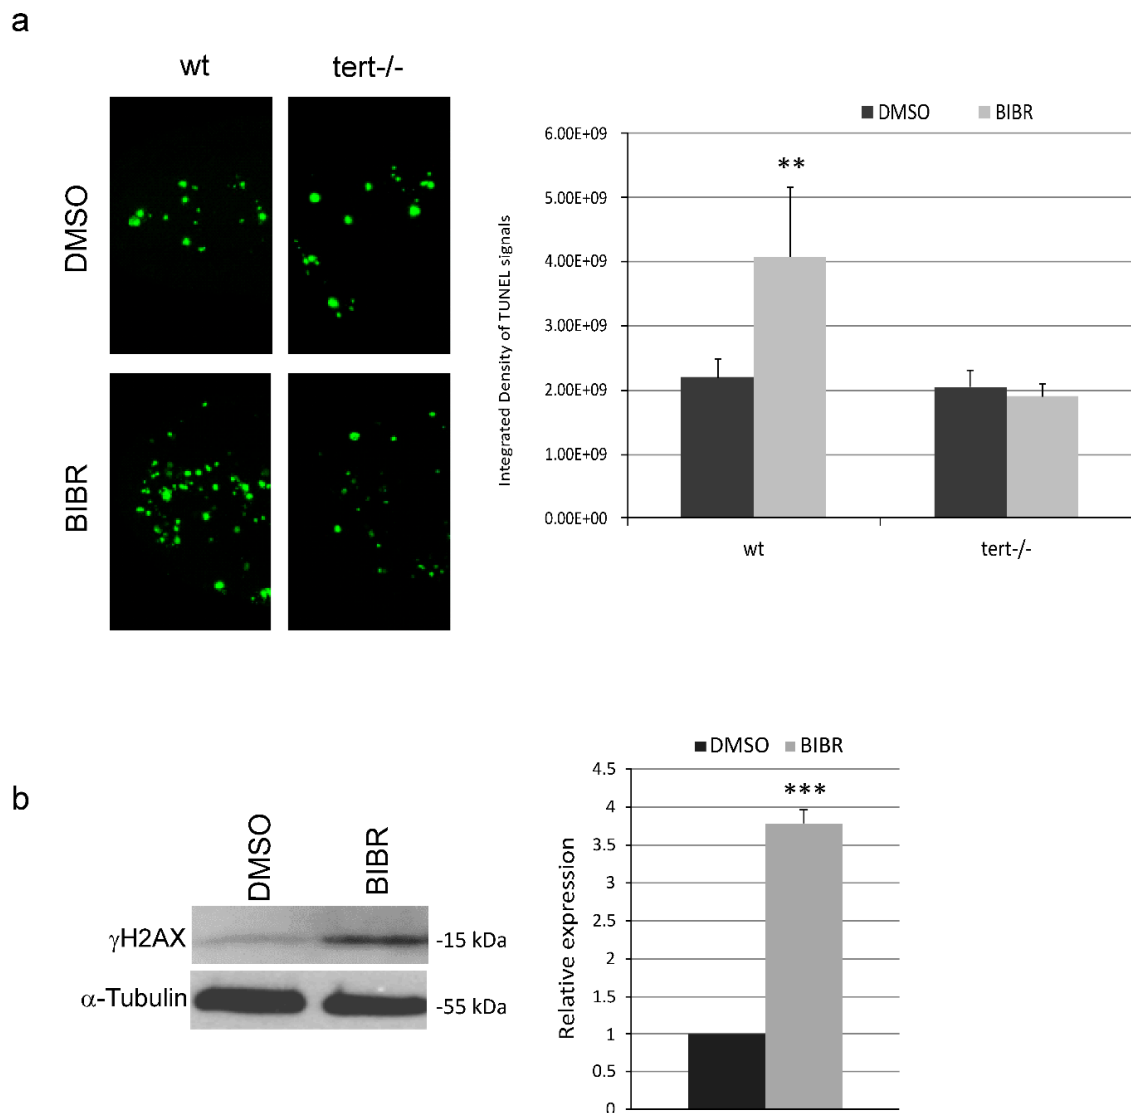 a
wt tert-/-
DMSO
BIBR
DMSO BIBR
Integrated Density of TUNEL signals
6.00E+09
**
5.00E+09
4.00E+09
3.00E+09
2.00E+09
1.00E+09
0.00E+00
wt tert-/-
b
DMSO BIBR
γH2AX -15 kDa
α-Tubulin -55 kDa
DMSO BIBR
Relative expression
4.5
***
4
3.5
3
2.5
2
1.5
1
0.5
0